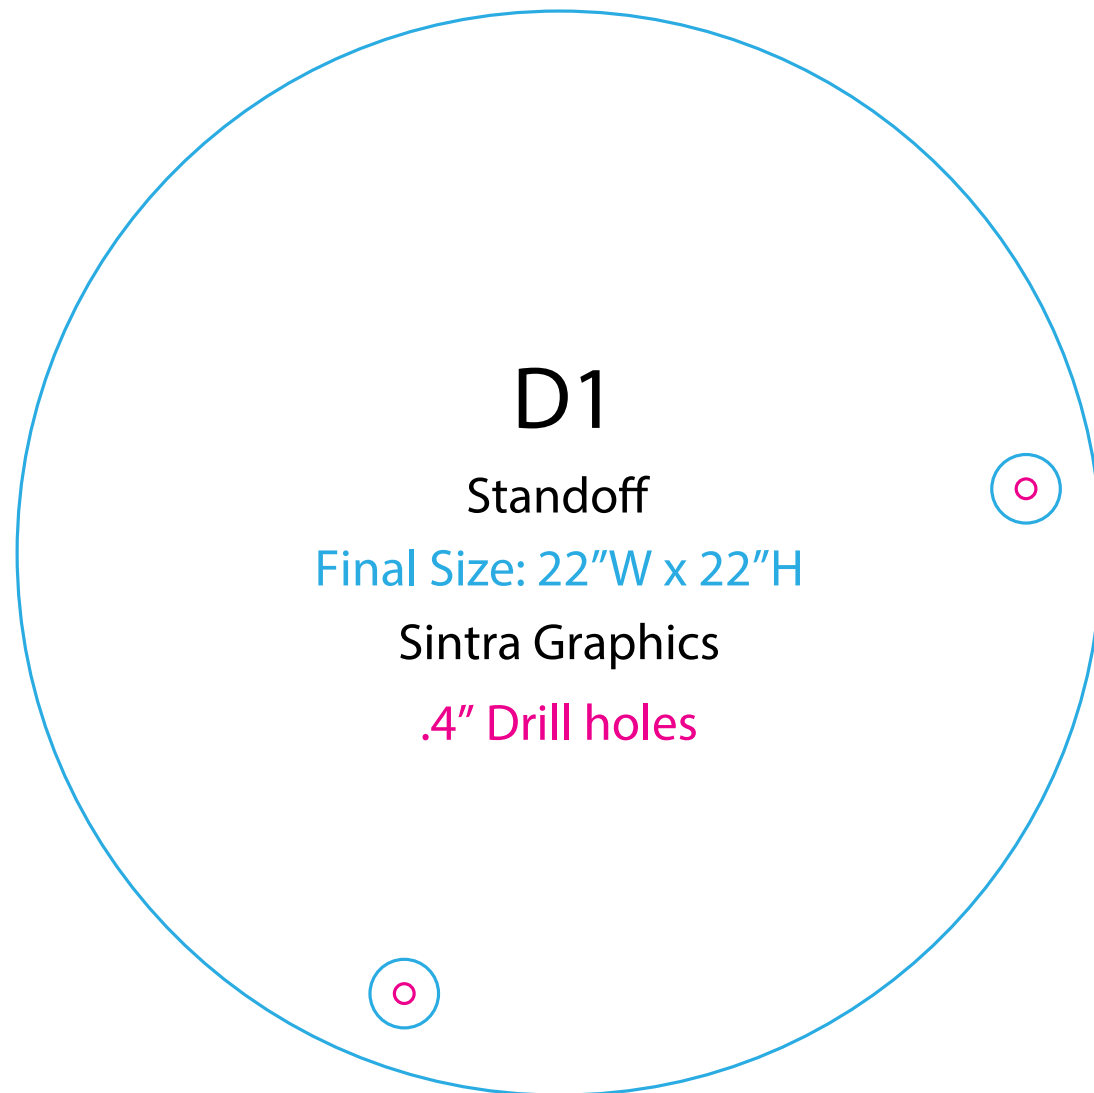 D1
Standoff
Final Size: 22”W x 22”H
Sintra Graphics
.4” Drill holes